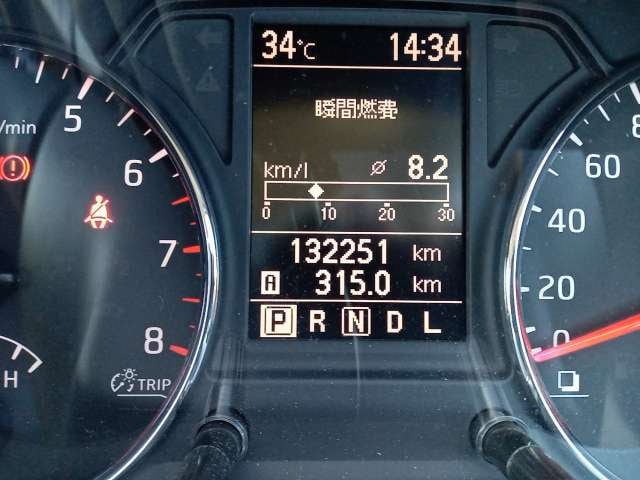 34°C 14:34
瞬間燃費
km/l ∅ 8.2
0 10 20 30
132251 km
A 315.0 km
P R N D L
/min
5
6
7
8
H
TRIP
60
40
20
0